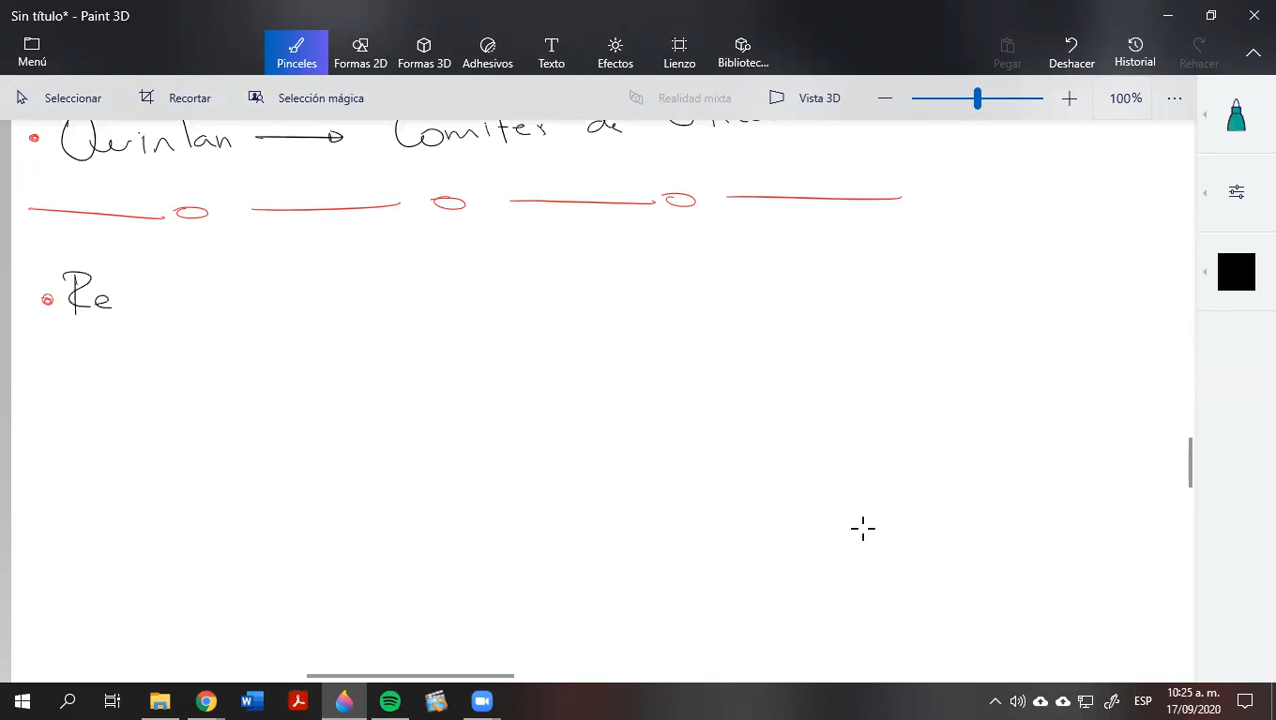 Sin título* - Paint 3D
Menú
Pinceles
Formas 2D
Formas 3D
Adhesivos
Texto
Efectos
Lienzo
Bibliotec...
Pegar
Deshacer
Historial
Rehacer
Seleccionar
Recortar
Selección mágica
Realidad mixta
Vista 3D
100%
Quinlan → Comités de
Re
ESP
10:25 a. m.
17/09/2020